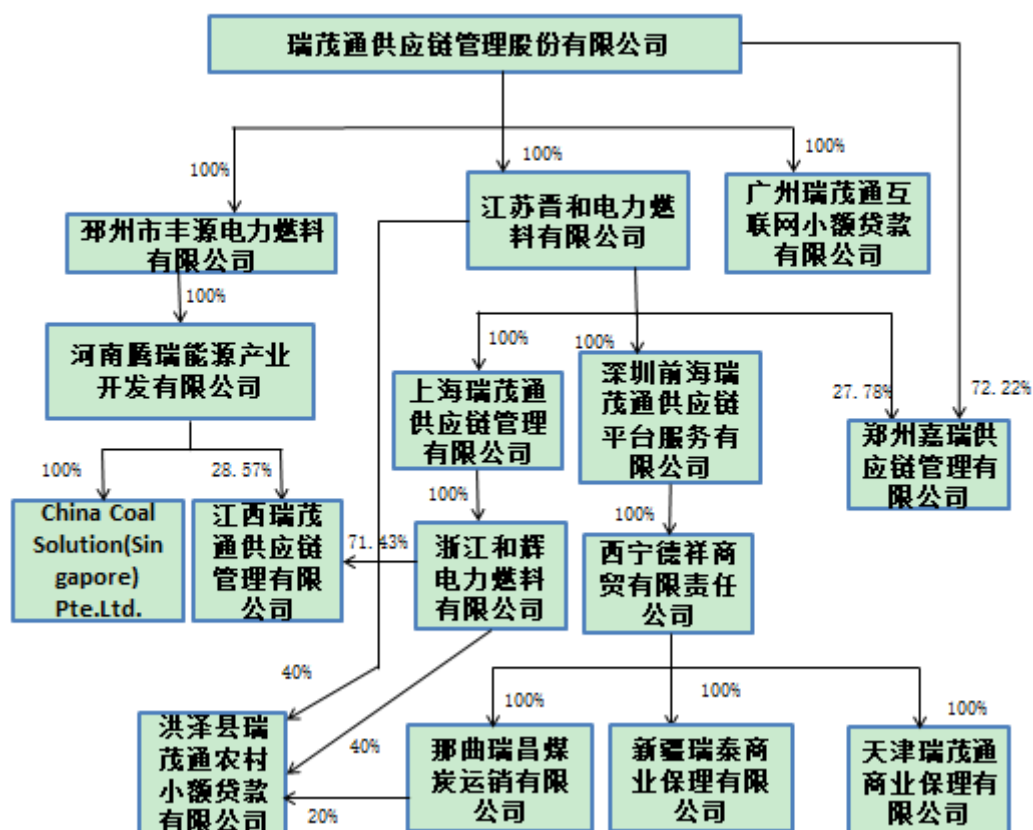 瑞茂通供应链管理股份有限公司
100%
100%
100%
邳州市丰源电力燃料
有限公司
江苏晋和电力燃
料有限公司
广州瑞茂通互
联网小额贷款
有限公司
100%
河南腾瑞能源产业
开发有限公司
100%
上海瑞茂通
供应链管理
有限公司
100%
深圳前海瑞
茂通供应链
平台服务有
限公司
27.78%
72.22%
郑州嘉瑞供
应链管理有
限公司
100%
28.57%
China Coal
Solution(Sin
gapore)
Pte.Ltd.
江西瑞茂
通供应链
管理有限
公司
71.43%
100%
浙江和辉
电力燃料
有限公司
100%
西宁德祥商
贸有限责任
公司
40%
40%
20%
洪泽县瑞
茂通农村
小额贷款
有限公司
100%
那曲瑞昌煤
炭运销有限
公司
100%
新疆瑞泰商
业保理有限
公司
100%
天津瑞茂通
商业保理有
限公司